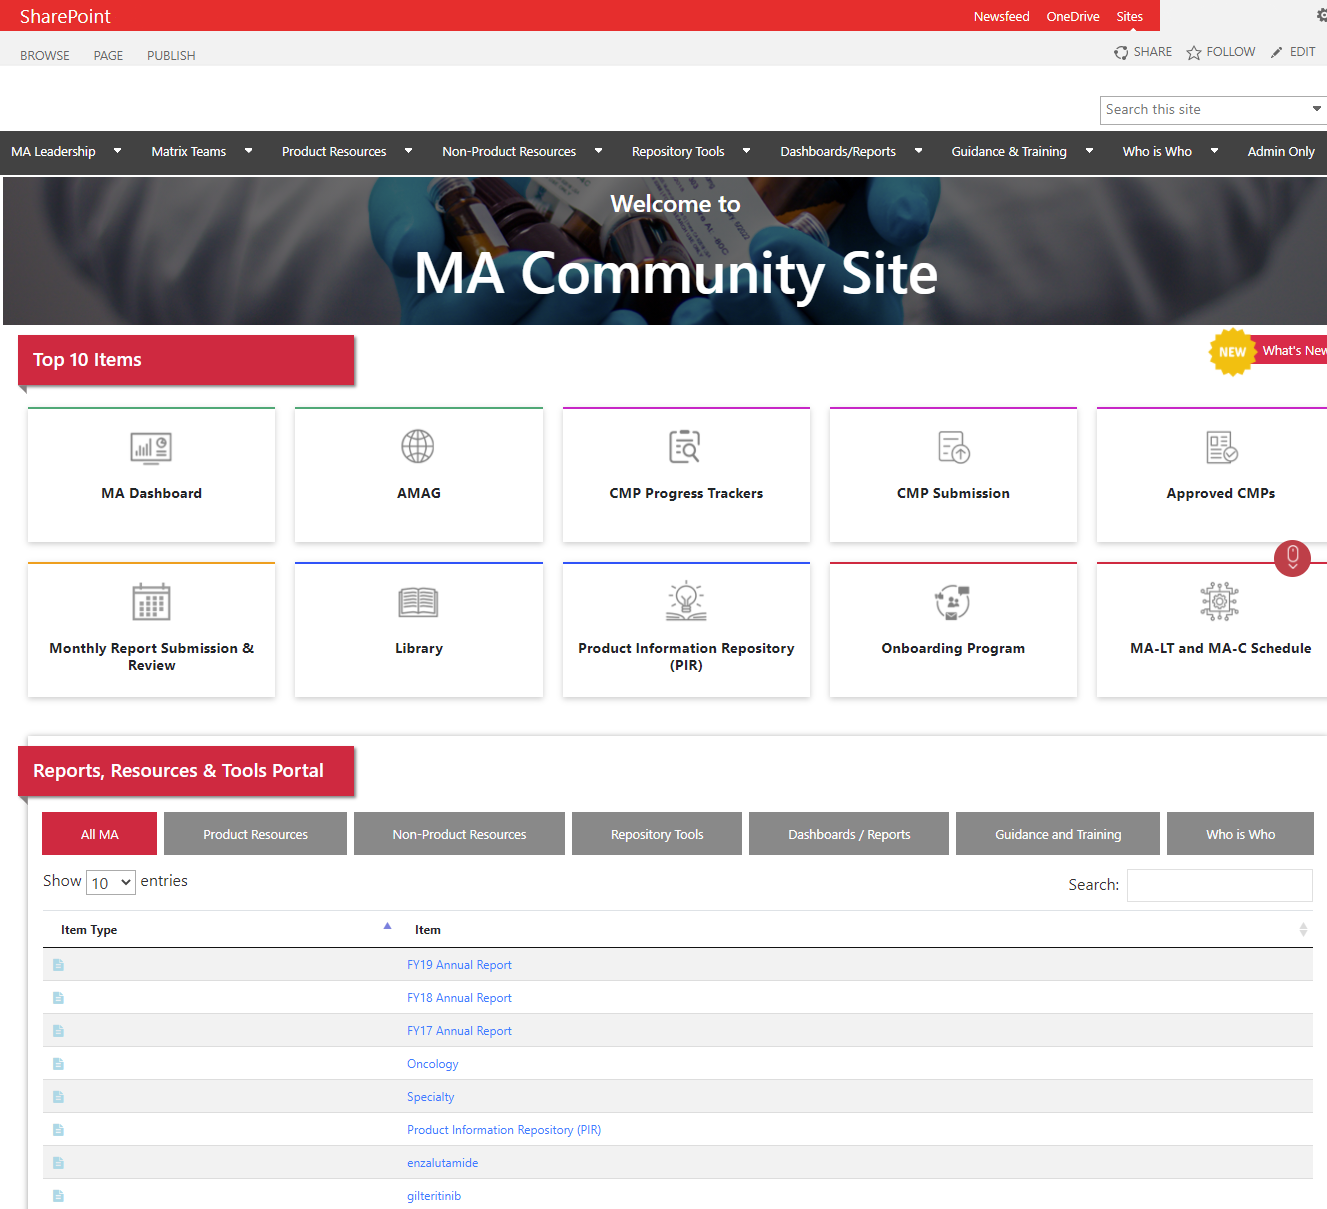 SharePoint
Newsfeed OneDrive Sites
BROWSE PAGE PUBLISH
SHARE FOLLOW EDIT
Search this site
MA Leadership Matrix Teams Product Resources Non-Product Resources Repository Tools Dashboards/Reports Guidance & Training Who is Who Admin Only
Welcome to
MA Community Site
Top 10 Items
NEW What's New
MA Dashboard AMAG CMP Progress Trackers CMP Submission Approved CMPs
Monthly Report Submission & Library Product Information Repository Onboarding Program MA-LT and MA-C Schedule
Review (PIR)
Reports, Resources & Tools Portal
All MA Product Resources Non-Product Resources Repository Tools Dashboards / Reports Guidance and Training Who is Who
Show 10 entries
Search:
Item Type Item
FY19 Annual Report
FY18 Annual Report
FY17 Annual Report
Oncology
Specialty
Product Information Repository (PIR)
enzalutamide
gilteritinib